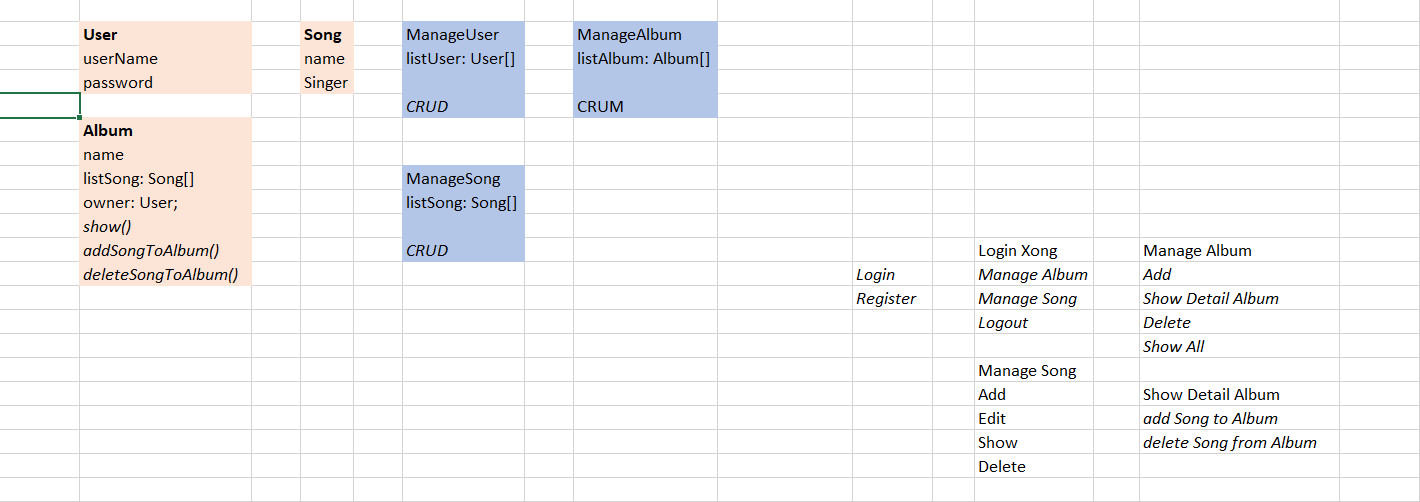 User
userName
password
Album
name
listSong: Song[]
owner: User;
show()
addSongToAlbum()
deleteSongToAlbum()
Song
name
Singer
ManageUser
listUser: User[]
CRUD
ManageSong
listSong: Song[]
CRUD
ManageAlbum
listAlbum: Album[]
CRUM
Login
Register
Login Xong
Manage Album
Manage Song
Logout
Manage Song
Add
Edit
Show
Delete
Manage Album
Add
Show Detail Album
Delete
Show All
Show Detail Album
add Song to Album
delete Song from Album